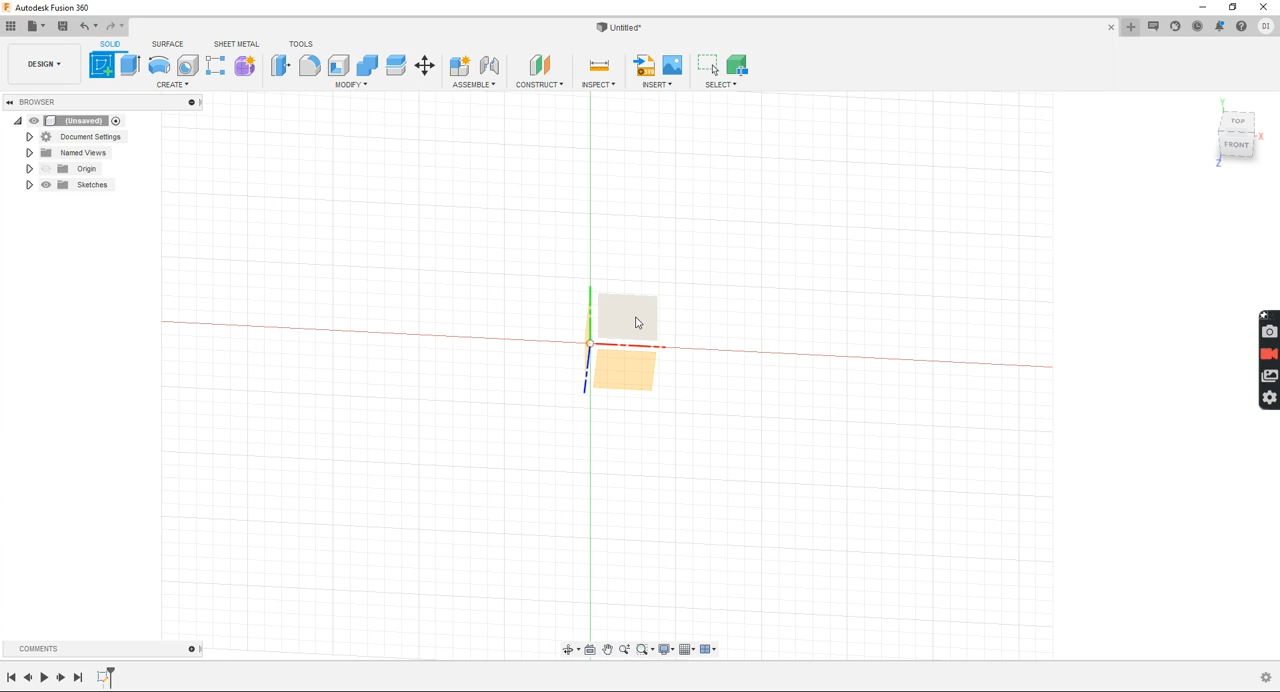 Autodesk Fusion 360
Untitled*
DI
DESIGN
SOLID
SURFACE
SHEET METAL
TOOLS
CREATE
MODIFY
ASSEMBLE
CONSTRUCT
INSPECT
INSERT
SELECT
BROWSER
(Unsaved)
Document Settings
Named Views
Origin
Sketches
Y
TOP
X
FRONT
Z
COMMENTS